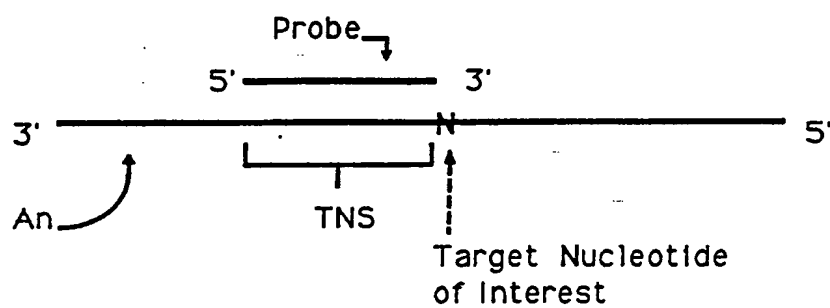 Probe
5' 3'
3' N 5'
An
TNS
Target Nucleotide
of Interest